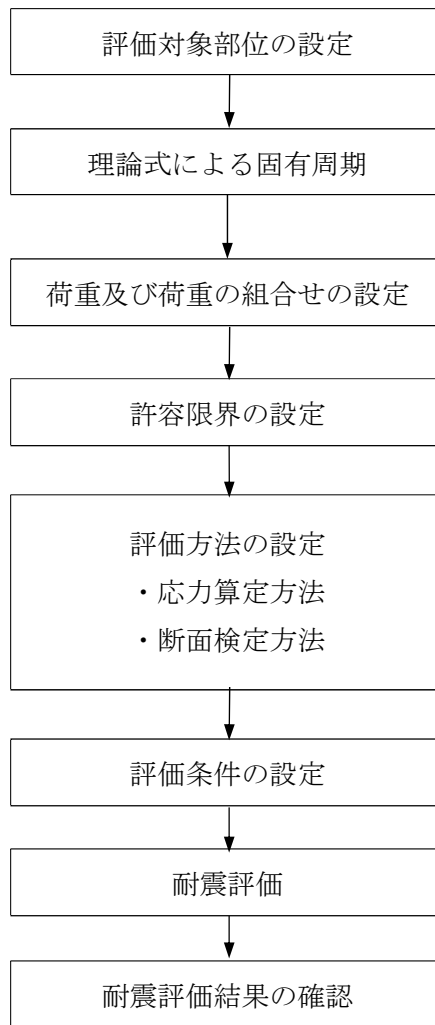 評価対象部位の設定
理論式による固有周期
荷重及び荷重の組合せの設定
許容限界の設定
評価方法の設定
・応力算定方法
・断面検定方法
評価条件の設定
耐震評価
耐震評価結果の確認